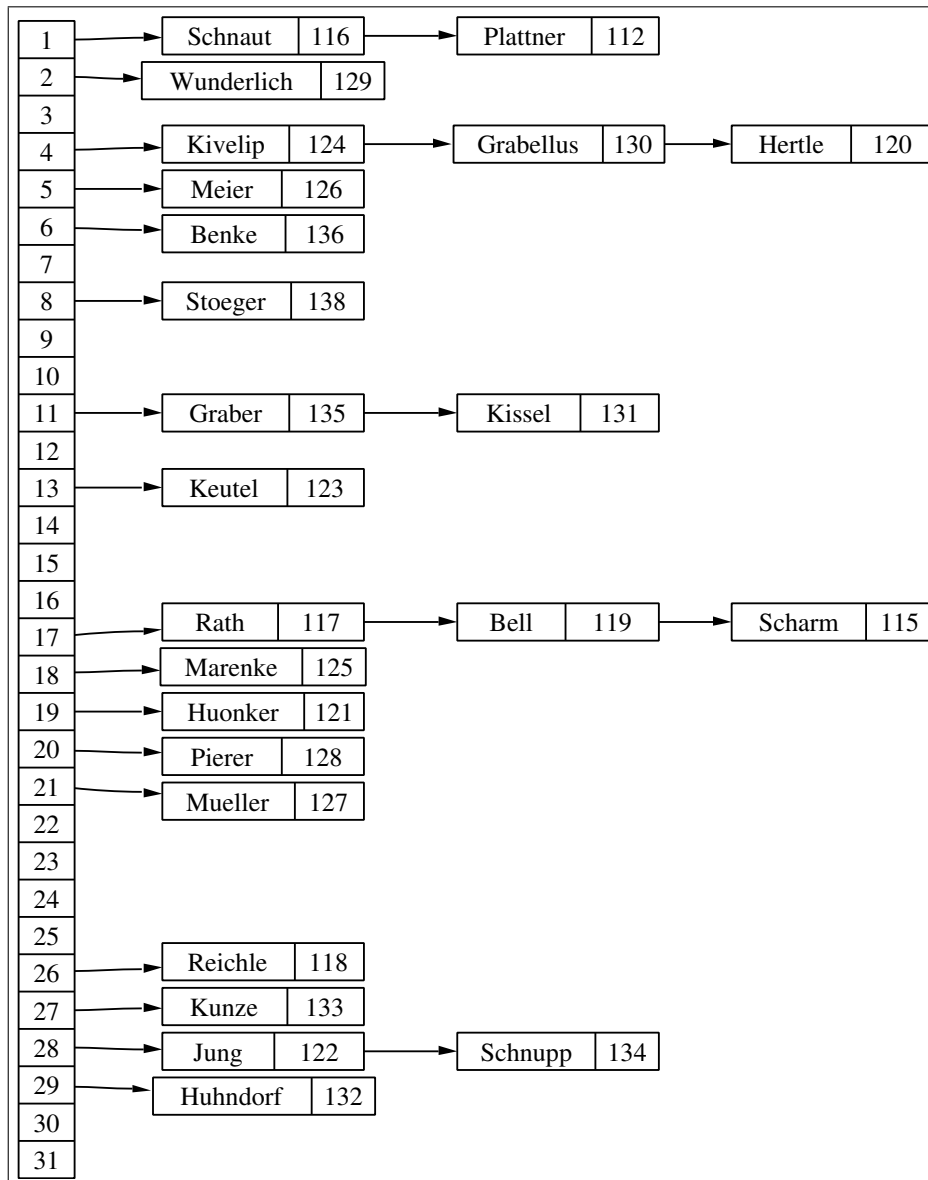 1 Schnaut 116 Plattner 112
2 Wunderlich 129
3
4 Kivelip 124 Grabellus 130 Hertle 120
5 Meier 126
6 Benke 136
7
8 Stoeger 138
9
10
11 Graber 135 Kissel 131
12
13 Keutel 123
14
15
16
17 Rath 117 Bell 119 Scharm 115
18 Marenke 125
19 Huonker 121
20 Pierer 128
21 Mueller 127
22
23
24
25
26 Reichle 118
27 Kunze 133
28 Jung 122 Schnupp 134
29 Huhndorf 132
30
31